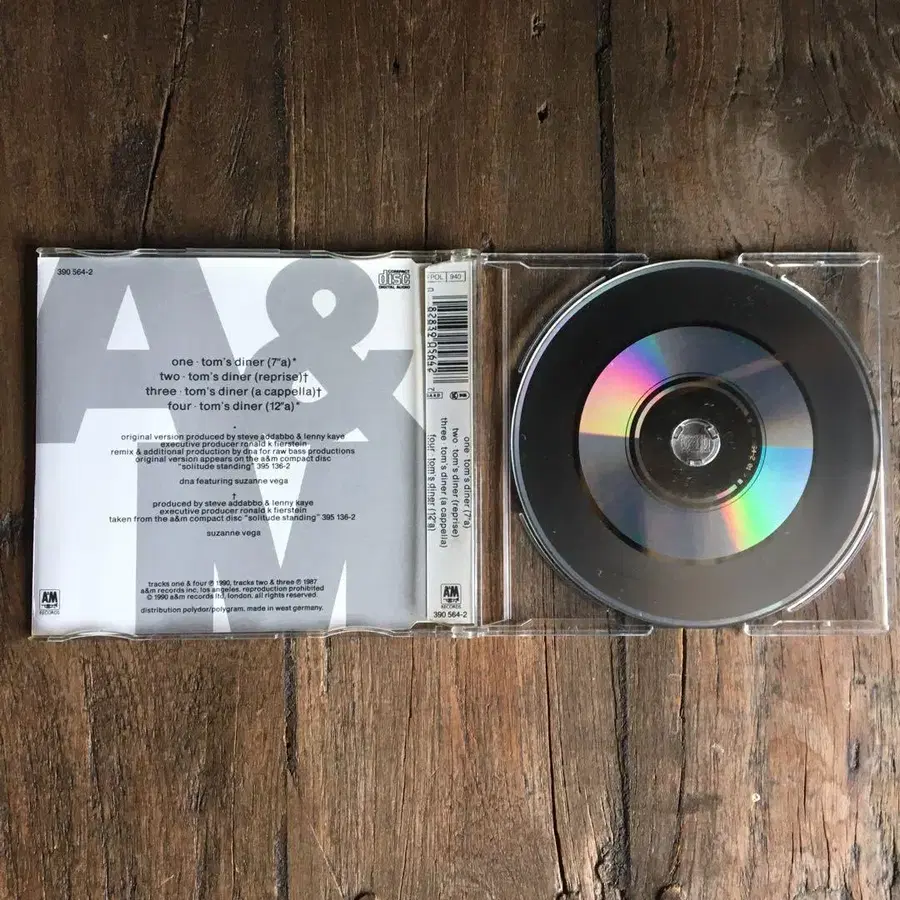 A&M
390 564-2
COMPACT
disc
DIGITAL AUDIO
one · tom's diner (7"a)*
two · tom's diner (reprise)†
three · tom's diner (a cappella)†
four · tom's diner (12"a)*
*
original version produced by steve addabbo & lenny kaye
executive producer ronald k fierstein
remix & additional production by dna for raw bass productions
original version appears on the a&m compact disc
"solitude standing" 395 136-2
dna featuring suzanne vega
†
produced by steve addabbo & lenny kaye
executive producer ronald k fierstein
taken from the a&m compact disc "solitude standing" 395 136-2
suzanne vega
tracks one & four ℗ 1990, tracks two & three ℗ 1987
a&m records inc, los angeles. reproduction prohibited
© 1990 a&m records ltd, london. all rights reserved.
distribution polydor/polygram. made in west germany.
A&M
RECORDS
POL 940
one · tom's diner (7"a)
two · tom's diner (reprise)
three · tom's diner (a cappella)
four · tom's diner (12"a)
A&M
RECORDS
390 564-2